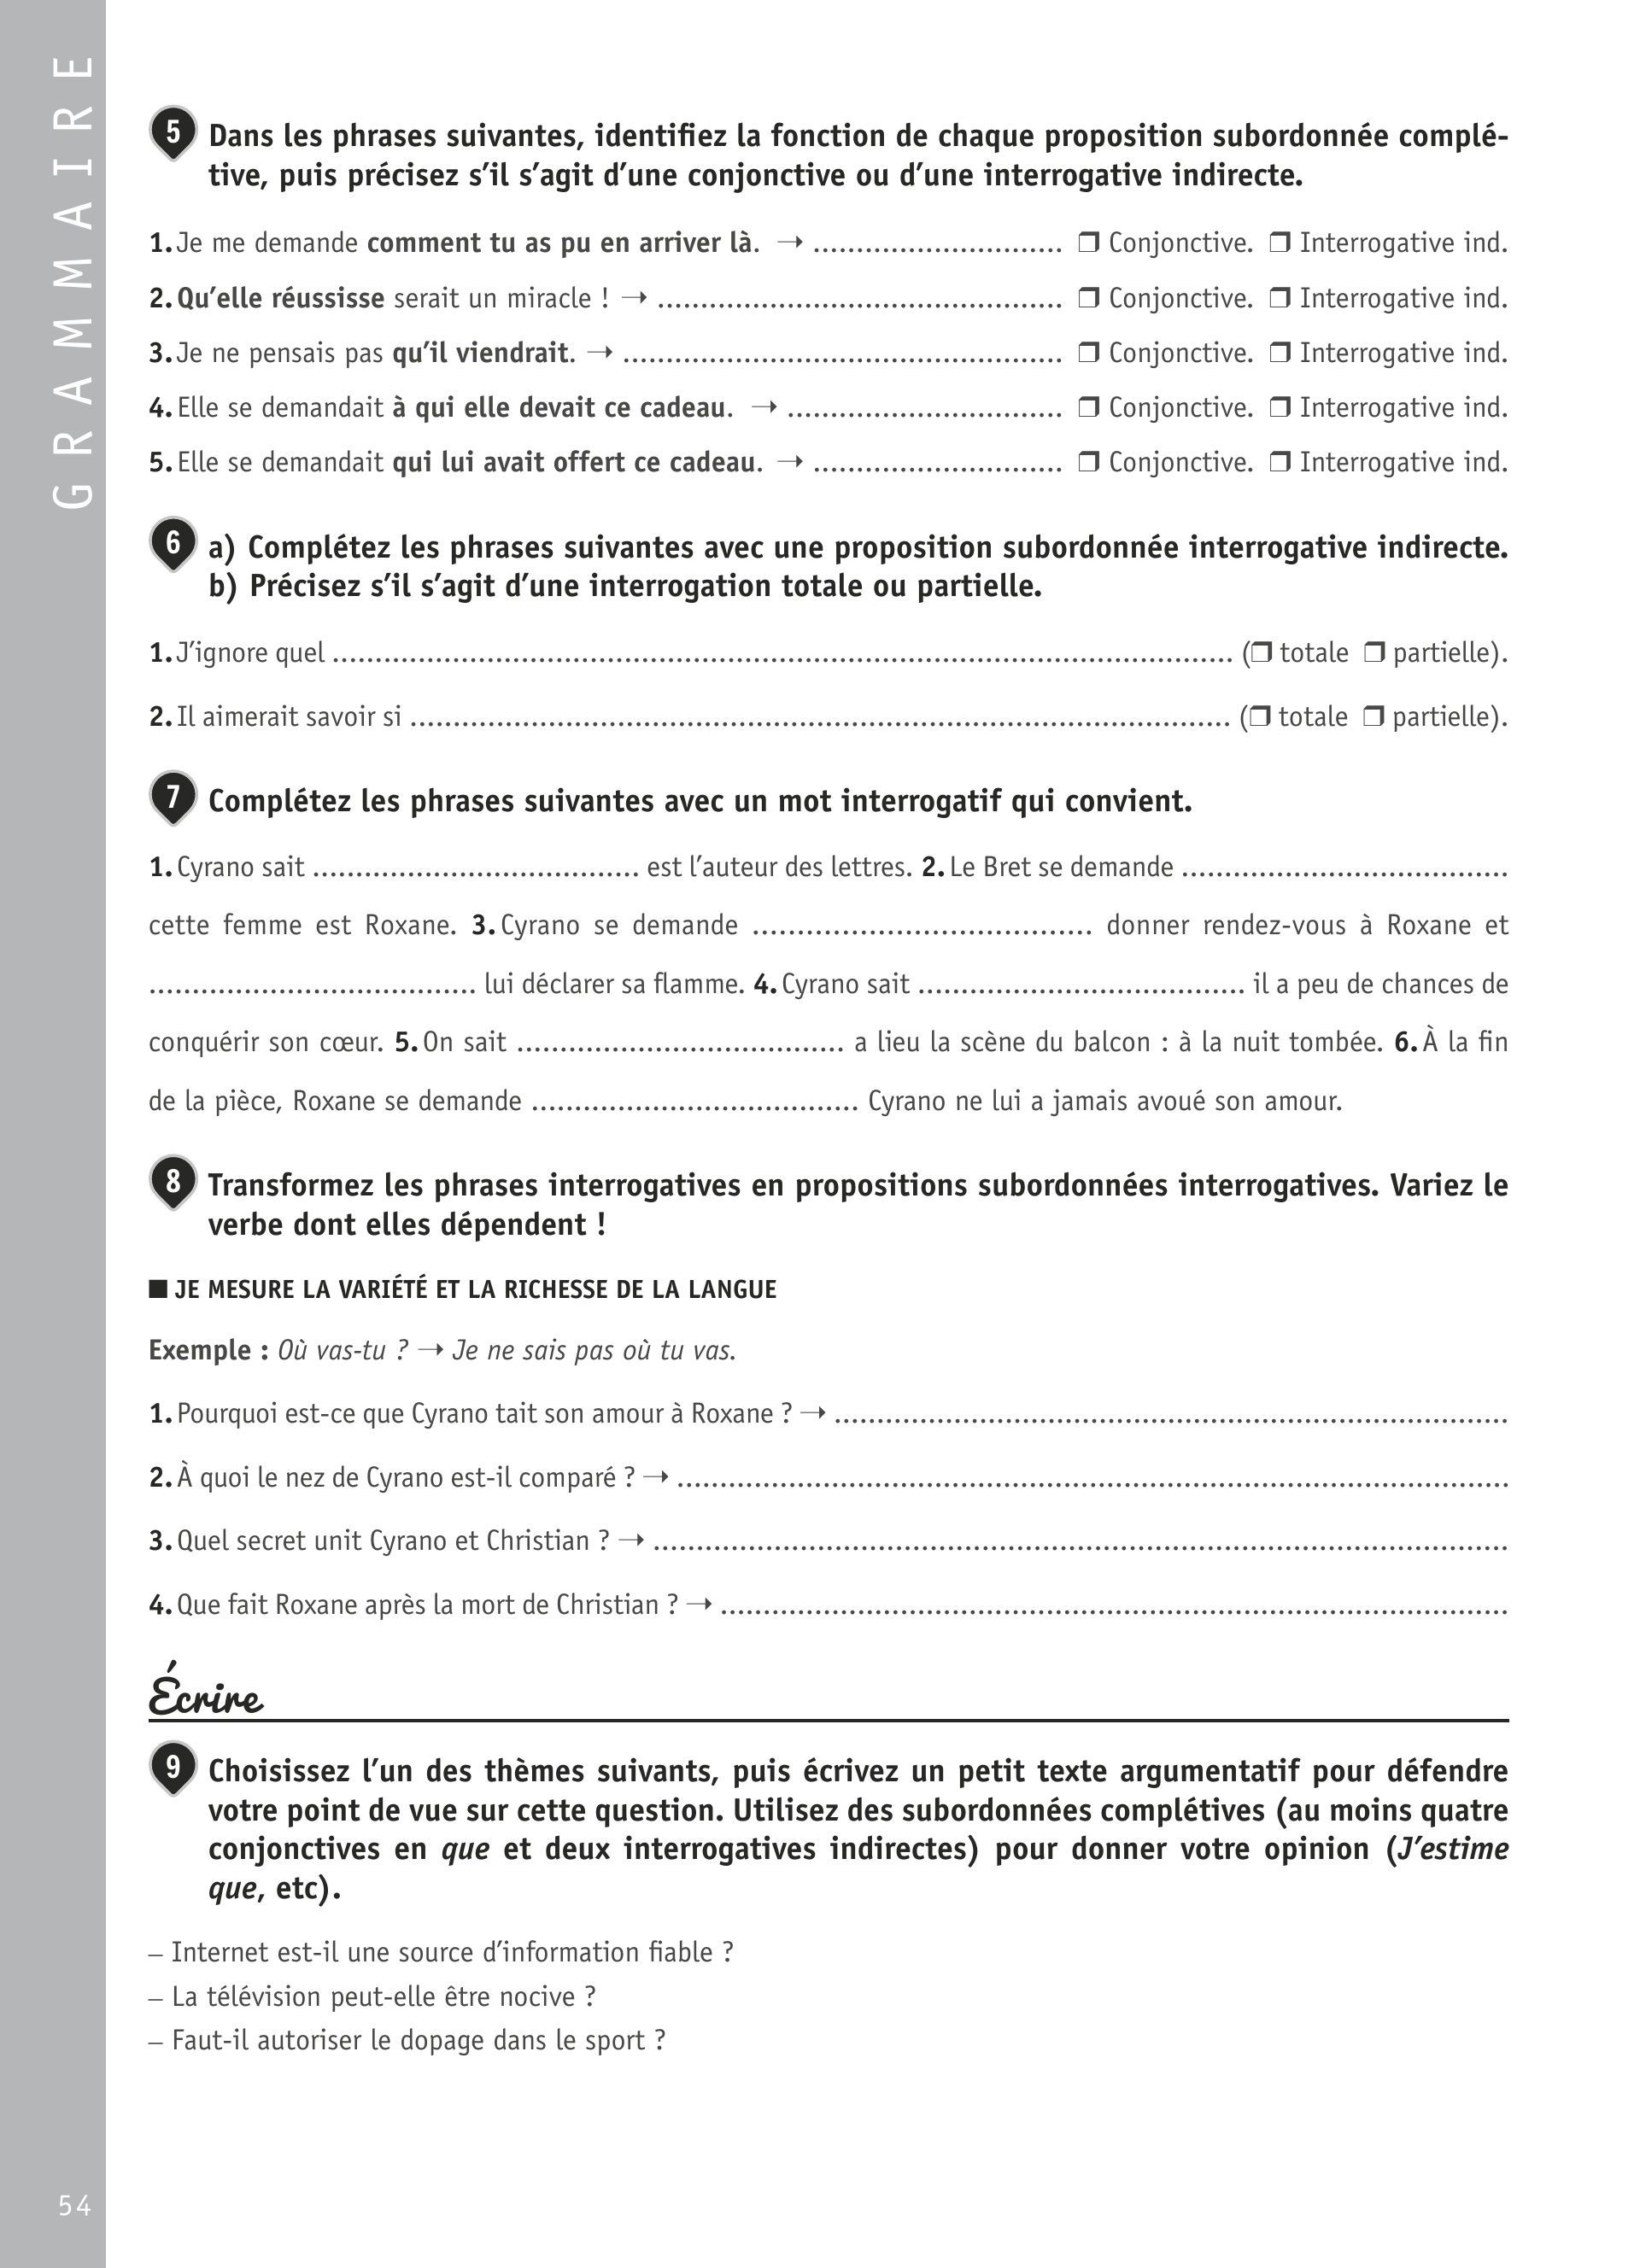 GRAMMAIRE
5 Dans les phrases suivantes, identifiez la fonction de chaque proposition subordonnée complé-
tive, puis précisez s’il s’agit d’une conjonctive ou d’une interrogative indirecte.
1. Je me demande comment tu as pu en arriver là. → ............................. ❒ Conjonctive. ❒ Interrogative ind.
2. Qu’elle réussisse serait un miracle ! → ............................................... ❒ Conjonctive. ❒ Interrogative ind.
3. Je ne pensais pas qu’il viendrait. → ................................................... ❒ Conjonctive. ❒ Interrogative ind.
4. Elle se demandait à qui elle devait ce cadeau. → ................................ ❒ Conjonctive. ❒ Interrogative ind.
5. Elle se demandait qui lui avait offert ce cadeau. → ............................. ❒ Conjonctive. ❒ Interrogative ind.
6 a) Complétez les phrases suivantes avec une proposition subordonnée interrogative indirecte.
b) Précisez s’il s’agit d’une interrogation totale ou partielle.
1. J’ignore quel ........................................................................................................ (❒ totale ❒ partielle).
2. Il aimerait savoir si ............................................................................................... (❒ totale ❒ partielle).
7 Complétez les phrases suivantes avec un mot interrogatif qui convient.
1. Cyrano sait ...................................... est l’auteur des lettres. 2. Le Bret se demande ......................................
cette femme est Roxane. 3. Cyrano se demande ....................................... donner rendez-vous à Roxane et
...................................... lui déclarer sa flamme. 4. Cyrano sait ...................................... il a peu de chances de
conquérir son cœur. 5. On sait ...................................... a lieu la scène du balcon : à la nuit tombée. 6. À la fin
de la pièce, Roxane se demande ...................................... Cyrano ne lui a jamais avoué son amour.
8 Transformez les phrases interrogatives en propositions subordonnées interrogatives. Variez le
verbe dont elles dépendent !
■ JE MESURE LA VARIÉTÉ ET LA RICHESSE DE LA LANGUE
Exemple : Où vas-tu ? → Je ne sais pas où tu vas.
1. Pourquoi est-ce que Cyrano tait son amour à Roxane ? → ..............................................................................
2. À quoi le nez de Cyrano est-il comparé ? → ................................................................................................
3. Quel secret unit Cyrano et Christian ? → ...................................................................................................
4. Que fait Roxane après la mort de Christian ? → ...........................................................................................
Écrire
9 Choisissez l’un des thèmes suivants, puis écrivez un petit texte argumentatif pour défendre
votre point de vue sur cette question. Utilisez des subordonnées complétives (au moins quatre
conjonctives en que et deux interrogatives indirectes) pour donner votre opinion (J’estime
que, etc).
– Internet est-il une source d’information fiable ?
– La télévision peut-elle être nocive ?
– Faut-il autoriser le dopage dans le sport ?
54